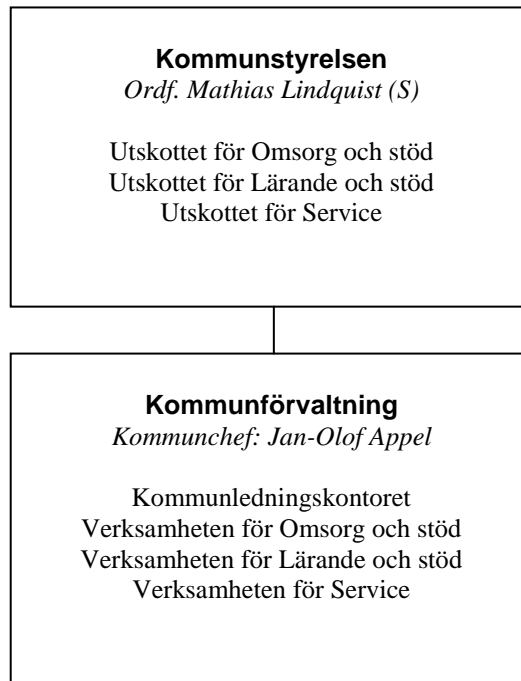 Kommunstyrelsen
Ordf. Mathias Lindquist (S)
Utskottet för Omsorg och stöd
Utskottet för Lärande och stöd
Utskottet för Service
Kommunförvaltning
Kommunchef: Jan-Olof Appel
Kommunledningskontoret
Verksamheten för Omsorg och stöd
Verksamheten för Lärande och stöd
Verksamheten för Service